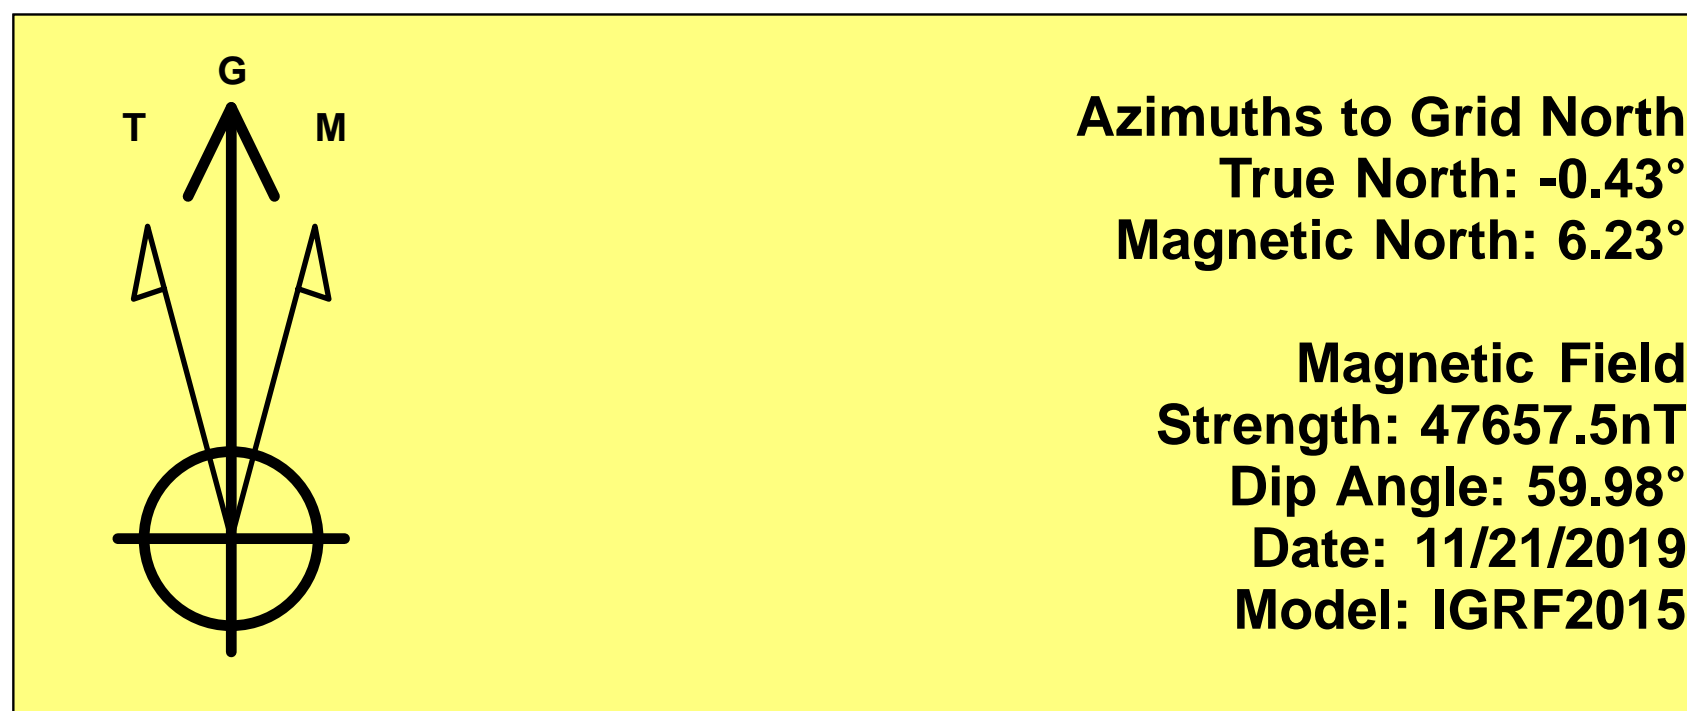 G
T M
Azimuths to Grid North
True North: -0.43°
Magnetic North: 6.23°
Magnetic Field
Strength: 47657.5nT
Dip Angle: 59.98°
Date: 11/21/2019
Model: IGRF2015